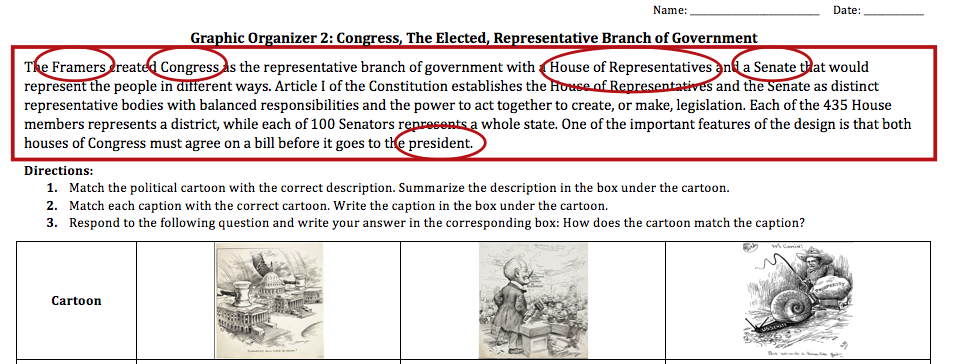 Name: ____________________ Date: __________
Graphic Organizer 2: Congress, The Elected, Representative Branch of Government
The Framers created Congress as the representative branch of government with a House of Representatives and a Senate that would
represent the people in different ways. Article I of the Constitution establishes the House of Representatives and the Senate as distinct
representative bodies with balanced responsibilities and the power to act together to create, or make, legislation. Each of the 435 House
members represents a district, while each of 100 Senators represents a whole state. One of the important features of the design is that both
houses of Congress must agree on a bill before it goes to the president.
Directions:
1. Match the political cartoon with the correct description. Summarize the description in the box under the cartoon.
2. Match each caption with the correct cartoon. Write the caption in the box under the cartoon.
3. Respond to the following question and write your answer in the corresponding box: How does the cartoon match the caption?
Cartoon
PROSPERITY